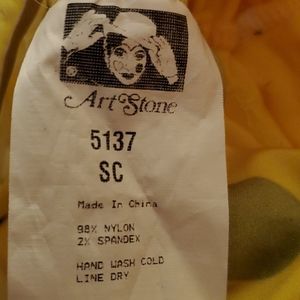 Art Stone
5137
SC
Made In China
98% NYLON
2% SPANDEX
HAND WASH COLD
LINE DRY